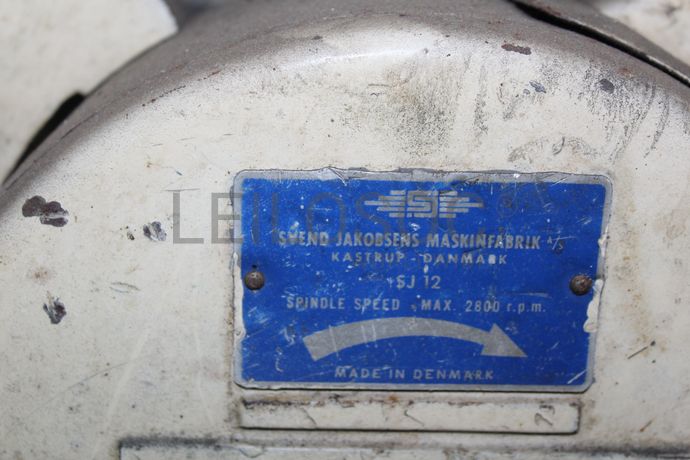 SVEND JAKOBSENS MASKINFABRIK A/S
KASTRUP - DANMARK
SJ 12
SPINDLE SPEED - MAX. 2800 r.p.m.
MADE IN DENMARK